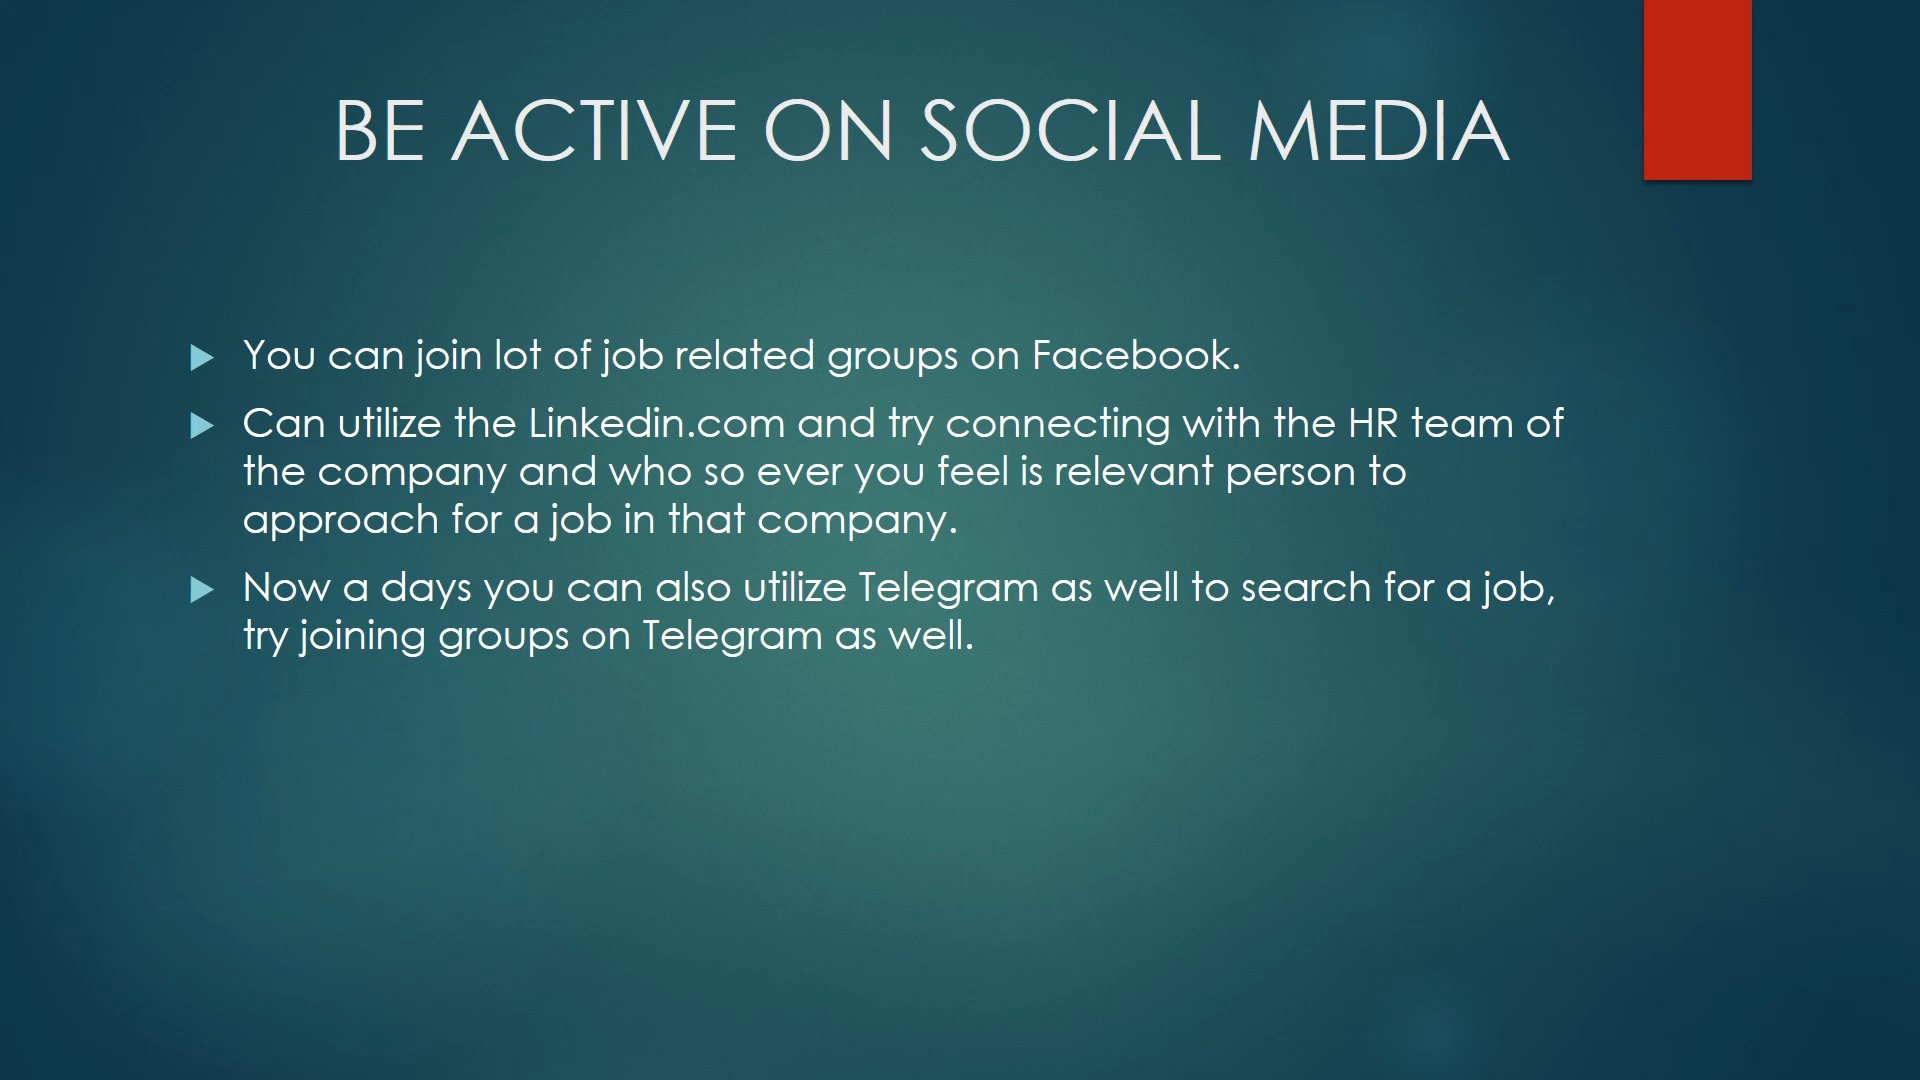 BE ACTIVE ON SOCIAL MEDIA
You can join lot of job related groups on Facebook.
Can utilize the Linkedin.com and try connecting with the HR team of
the company and who so ever you feel is relevant person to
approach for a job in that company.
Now a days you can also utilize Telegram as well to search for a job,
try joining groups on Telegram as well.